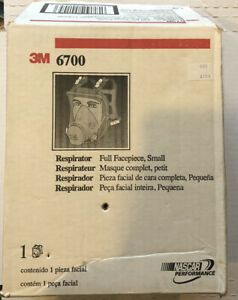 3M 6700
Respirator Full Facepiece, Small
Respirateur Masque complet, petit
Respirador Pieza facial de cara completa, Pequeña
Respirador Peça facial inteira, Pequena
1
contenido 1 pieza facial
contém 1 peça facial
NASCAR
PERFORMANCE